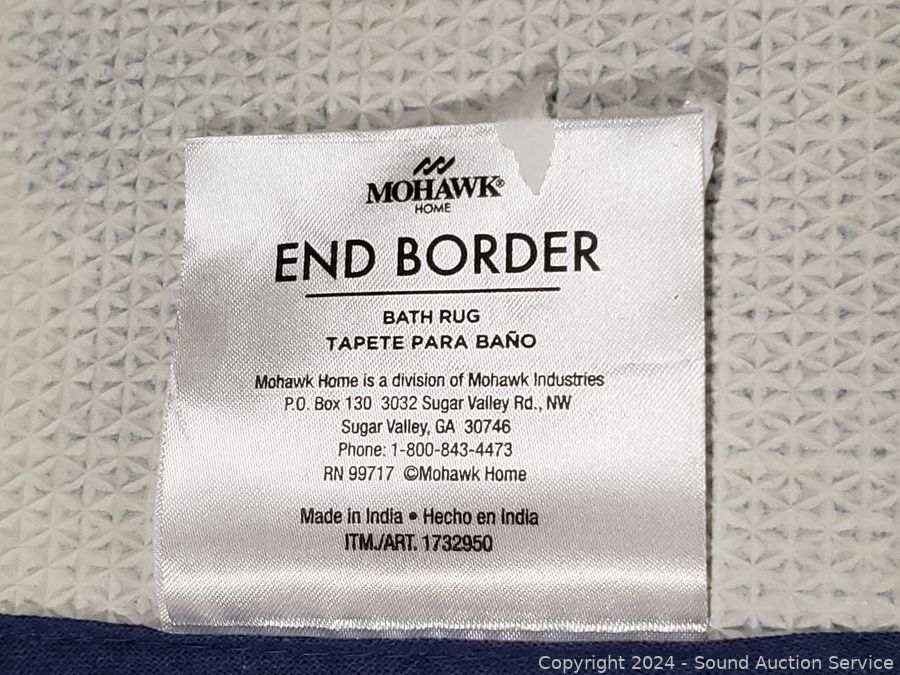 MOHAWK®
HOME
END BORDER
BATH RUG
TAPETE PARA BAÑO
Mohawk Home is a division of Mohawk Industries
P.O. Box 130 3032 Sugar Valley Rd., NW
Sugar Valley, GA 30746
Phone: 1-800-843-4473
RN 99717 ©Mohawk Home
Made in India • Hecho en India
ITM./ART. 1732950
Copyright 2024 - Sound Auction Service